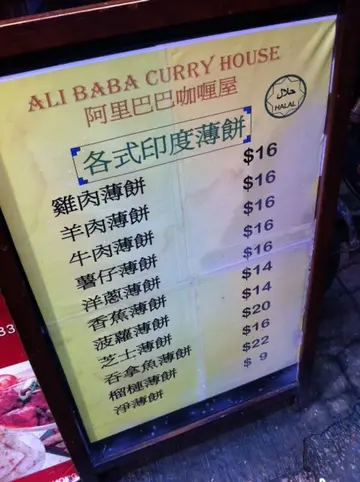 ALI BABA CURRY HOUSE
阿里巴巴咖喱屋
حلال
HALAL
各式印度薄餅
雞肉薄餅 $16
羊肉薄餅 $16
牛肉薄餅 $16
薯仔薄餅 $16
洋蔥薄餅 $16
香蕉薄餅 $14
菠蘿薄餅 $14
芝士薄餅 $20
吞拿魚薄餅 $16
榴槤薄餅 $22
淨薄餅 $ 9